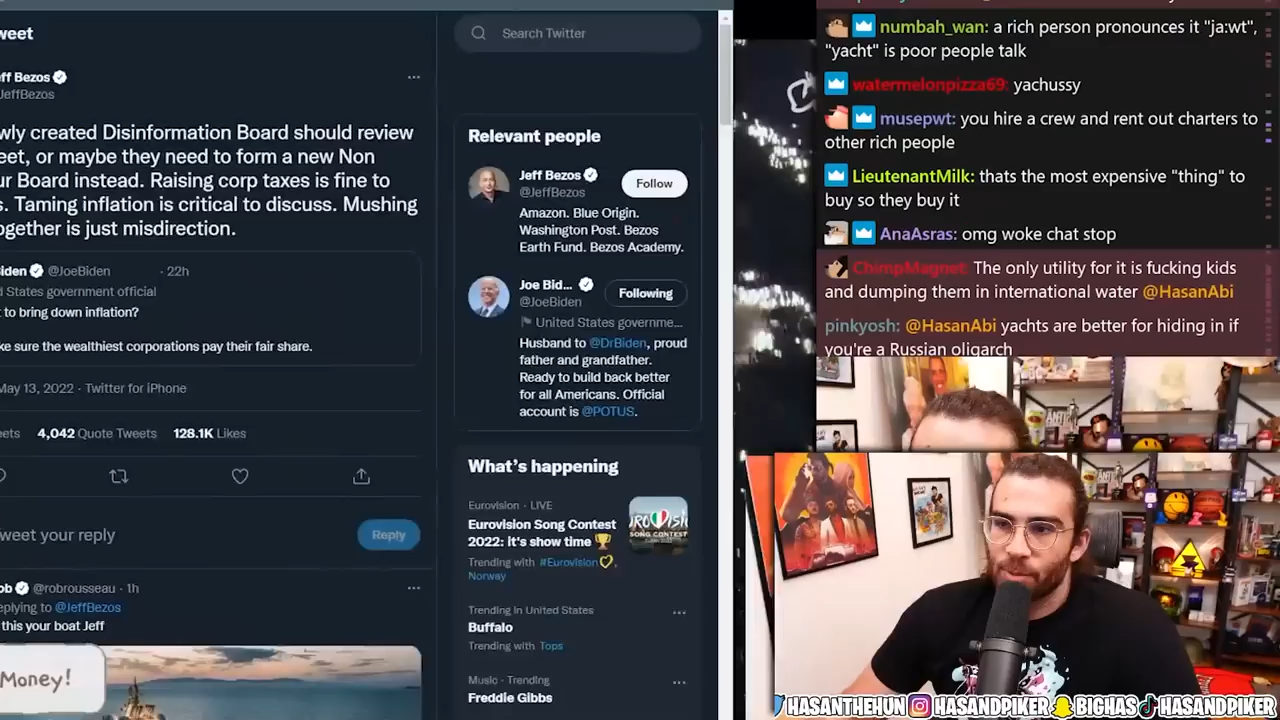 weet
Search Twitter
eff Bezos
JeffBezos
wly created Disinformation Board should review
eet, or maybe they need to form a new Non
ur Board instead. Raising corp taxes is fine to
s. Taming inflation is critical to discuss. Mushing
ogether is just misdirection.
iden @JoeBiden · 22h
d States government official
t to bring down inflation?
ke sure the wealthiest corporations pay their fair share.
May 13, 2022 · Twitter for iPhone
eets 4,042 Quote Tweets 128.1K Likes
weet your reply
Reply
ob @robrousseau · 1h
eplying to @JeffBezos
this your boat Jeff
Money!
Relevant people
Jeff Bezos
@JeffBezos
Follow
Amazon. Blue Origin.
Washington Post. Bezos
Earth Fund. Bezos Academy.
Joe Bid...
@JoeBiden
Following
United States governme...
Husband to @DrBiden, proud
father and grandfather.
Ready to build back better
for all Americans. Official
account is @POTUS.
What's happening
Eurovision · LIVE
Eurovision Song Contest
2022: it's show time
Trending with #Eurovision,
Norway
SONG CONTEST
Trending in United States
Buffalo
Trending with Tops
Music · Trending
Freddie Gibbs
numbah_wan: a rich person pronounces it "ja:wt",
"yacht" is poor people talk
watermelonpizza69: yachussy
musepwt: you hire a crew and rent out charters to
other rich people
LieutenantMilk: thats the most expensive "thing" to
buy so they buy it
AnaAsras: omg woke chat stop
ChimpMagnet: The only utility for it is fucking kids
and dumping them in international water @HasanAbi
pinkyosh: @HasanAbi yachts are better for hiding in if
you're a Russian oligarch
HASANTHEHUN HASANDPIKER BIGHAS HASANDPIKER